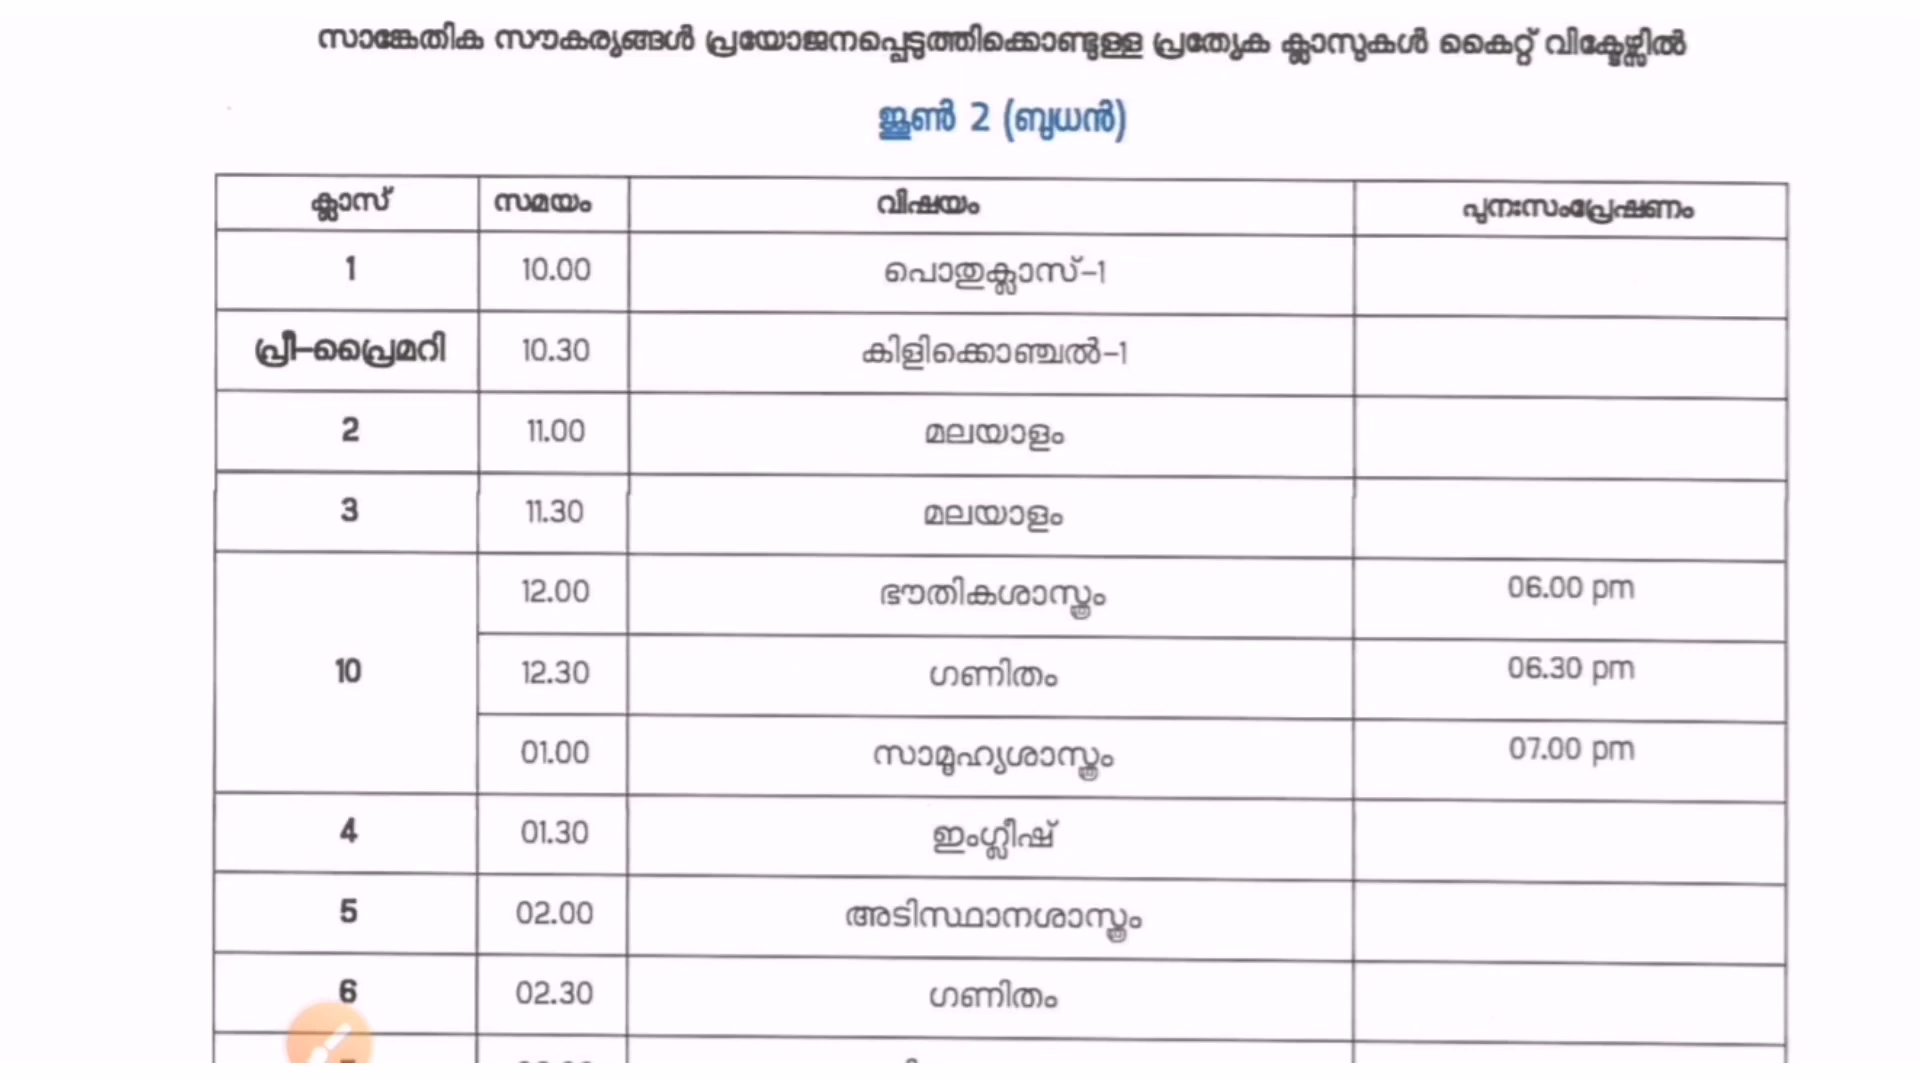 സാങ്കേതിക സൗകര്യങ്ങൾ പ്രയോജനപ്പെടുത്തിക്കൊണ്ടുള്ള പ്രത്യേക ക്ലാസുകൾ കൈറ്റ് വിക്ടേഴ്സിൽ
ജൂൺ 2 (ബുധൻ)
ക്ലാസ് സമയം വിഷയം പുനഃസംപ്രേഷണം
1 10.00 പൊതുക്ലാസ്-1
പ്രീ-പ്രൈമറി 10.30 കിളിക്കൊഞ്ചൽ-1
2 11.00 മലയാളം
3 11.30 മലയാളം
12.00 ഭൗതികശാസ്ത്രം 06.00 pm
10 12.30 ഗണിതം 06.30 pm
01.00 സാമൂഹ്യശാസ്ത്രം 07.00 pm
4 01.30 ഇംഗ്ലീഷ്
5 02.00 അടിസ്ഥാനശാസ്ത്രം
6 02.30 ഗണിതം